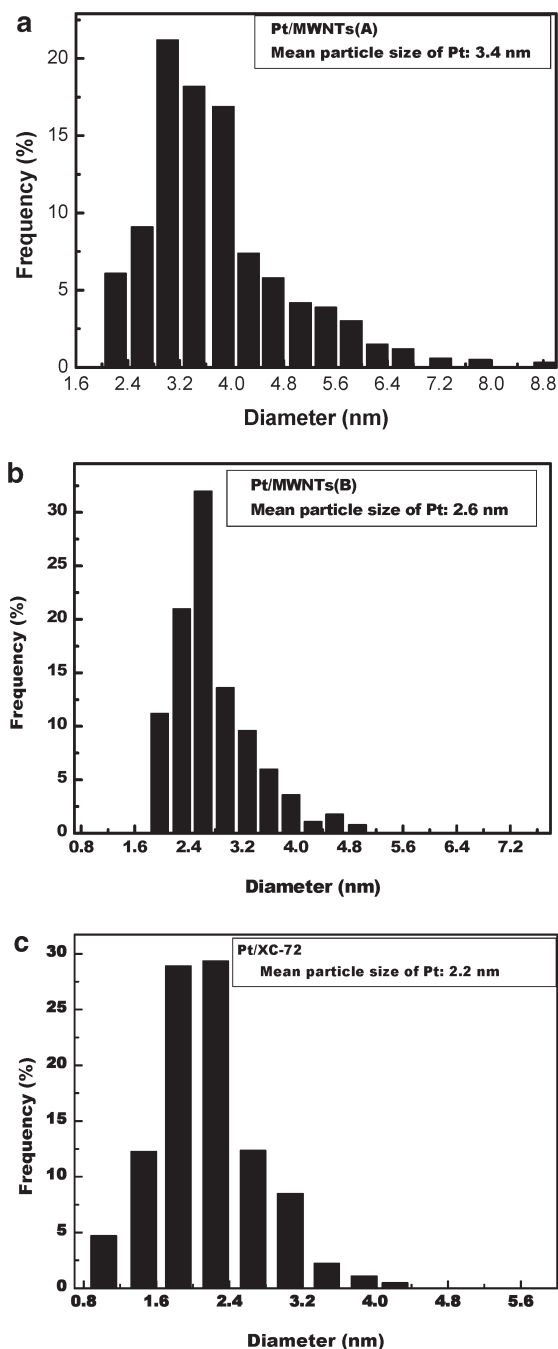 a
Pt/MWNTs(A)
Mean particle size of Pt: 3.4 nm
Frequency (%)
20
15
10
5
0
1.6 2.4 3.2 4.0 4.8 5.6 6.4 7.2 8.0 8.8
Diameter (nm)
b
Pt/MWNTs(B)
Mean particle size of Pt: 2.6 nm
Frequency (%)
30
25
20
15
10
5
0
0.8 1.6 2.4 3.2 4.0 4.8 5.6 6.4 7.2
Diameter (nm)
c
Pt/XC-72
Mean particle size of Pt: 2.2 nm
Frequency (%)
30
25
20
15
10
5
0
0.8 1.6 2.4 3.2 4.0 4.8 5.6
Diameter (nm)